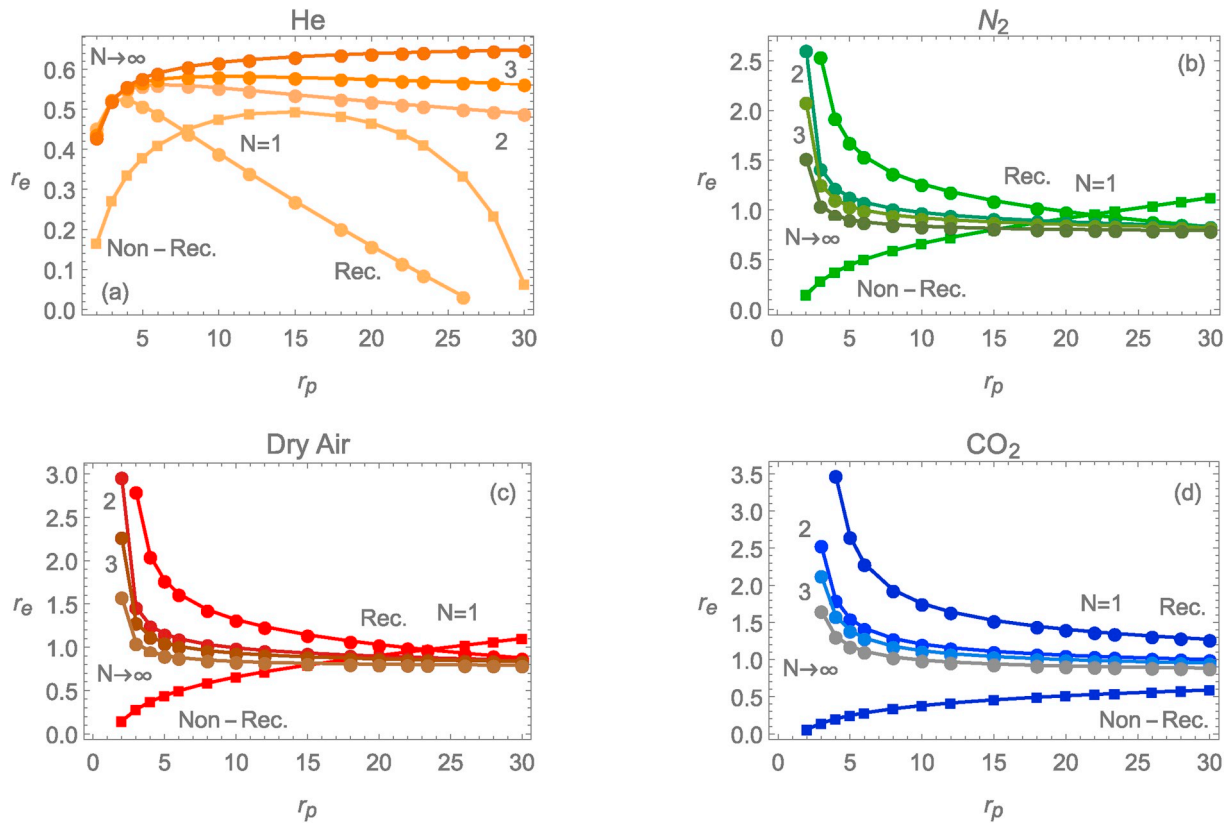 He
N→∞
3
2
N=1
Non–Rec.
Rec.
(a)
r_e
0.6
0.5
0.4
0.3
0.2
0.1
0.0
0 5 10 15 20 25 30
r_p
N₂
(b)
2
3
Rec.
N=1
N→∞
Non–Rec.
r_e
2.5
2.0
1.5
1.0
0.5
0.0
0 5 10 15 20 25 30
r_p
Dry Air
(c)
2
3
Rec.
N=1
N→∞
Non–Rec.
r_e
3.0
2.5
2.0
1.5
1.0
0.5
0.0
0 5 10 15 20 25 30
r_p
CO₂
(d)
2
3
N=1
Rec.
N→∞
Non–Rec.
r_e
3.5
3.0
2.5
2.0
1.5
1.0
0.5
0.0
0 5 10 15 20 25 30
r_p